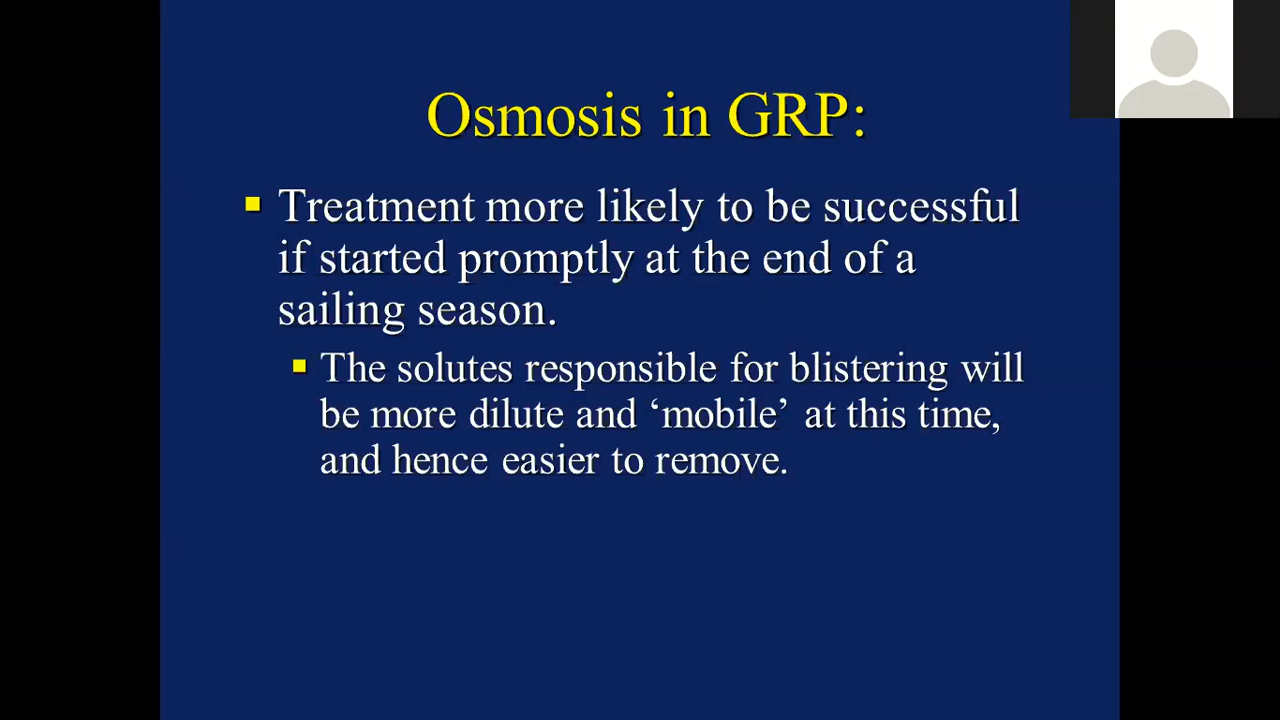 Osmosis in GRP:
Treatment more likely to be successful
if started promptly at the end of a
sailing season.
The solutes responsible for blistering will
be more dilute and ‘mobile’ at this time,
and hence easier to remove.